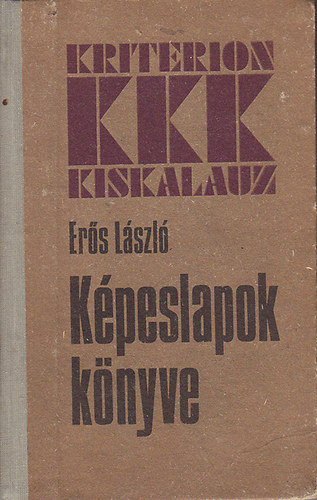 KRITERION
KKK
KISKALAUZ
Erős László
Képeslapok
könyve